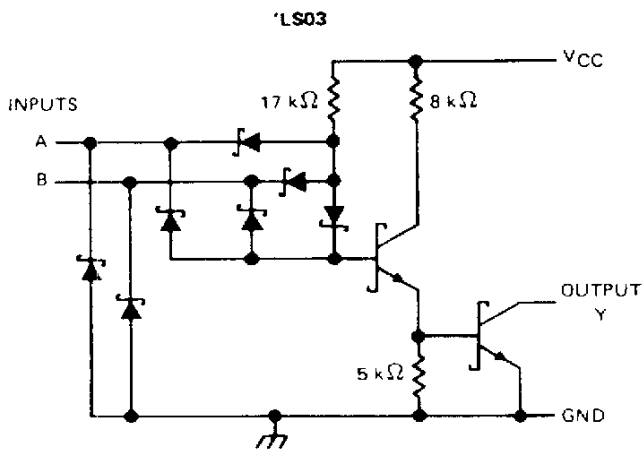 'LS03
VCC
17 kΩ
8 kΩ
INPUTS
A
B
OUTPUT
Y
5 kΩ
GND